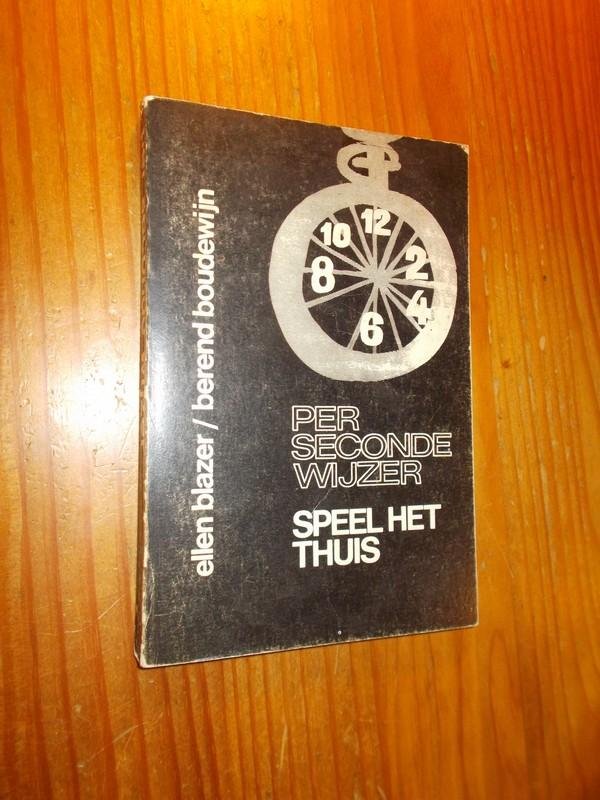 ellen blazer / berend boudewijn
12
10
2
8
4
6
PER
SECONDE
WIJZER
SPEEL HET
THUIS